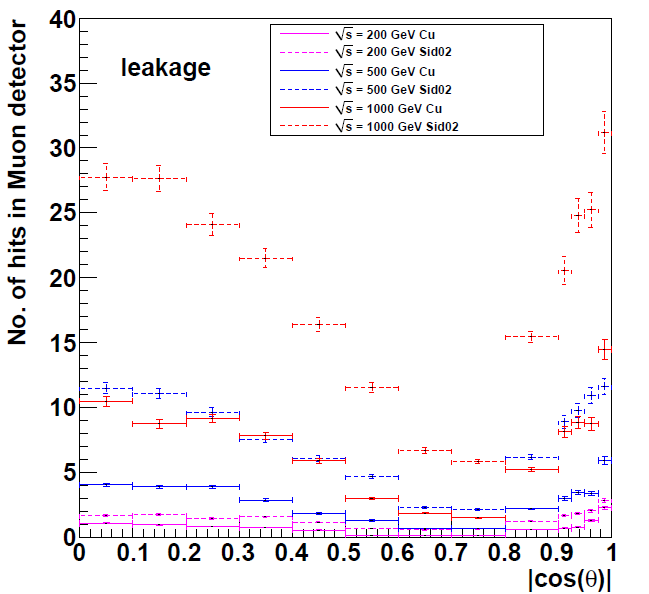 leakage
√s = 200 GeV Cu
√s = 200 GeV Sid02
√s = 500 GeV Cu
√s = 500 GeV Sid02
√s = 1000 GeV Cu
√s = 1000 GeV Sid02
No. of hits in Muon detector
40
35
30
25
20
15
10
5
0
0 0.1 0.2 0.3 0.4 0.5 0.6 0.7 0.8 0.9 1
|cos(θ)|